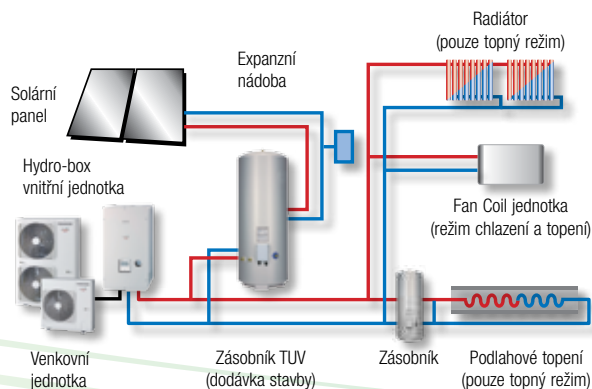 Radiátor
(pouze topný režim)
Expanzní
nádoba
Solární
panel
Hydro-box
vnitřní jednotka
Fan Coil jednotka
(režim chlazení a topení)
Venkovní
jednotka
Zásobník TUV
(dodávka stavby)
Zásobník
Podlahové topení
(pouze topný režim)